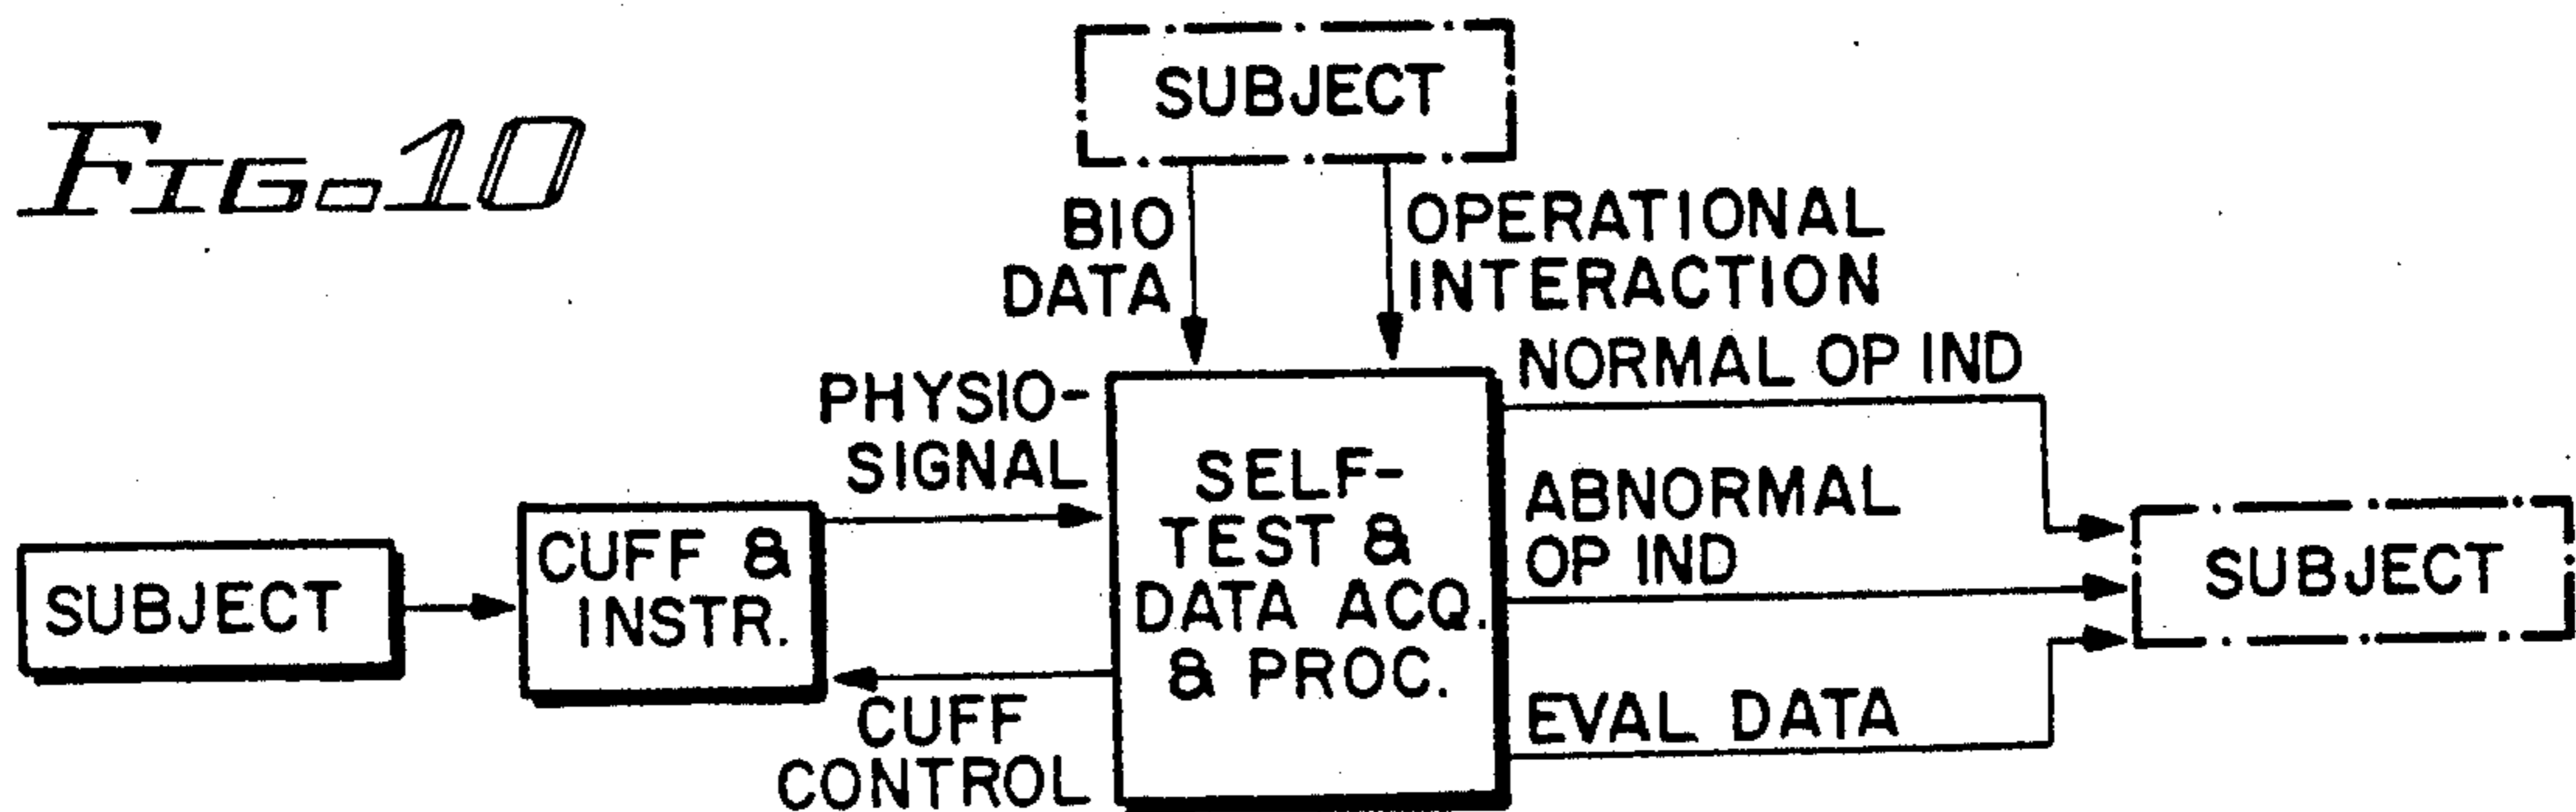 FIG. 10
SUBJECT
BIO
DATA
OPERATIONAL
INTERACTION
PHYSIO-
SIGNAL
SUBJECT
CUFF &
INSTR.
CUFF
CONTROL
SELF-
TEST &
DATA ACQ.
& PROC.
NORMAL OP IND
ABNORMAL
OP IND
EVAL DATA
SUBJECT